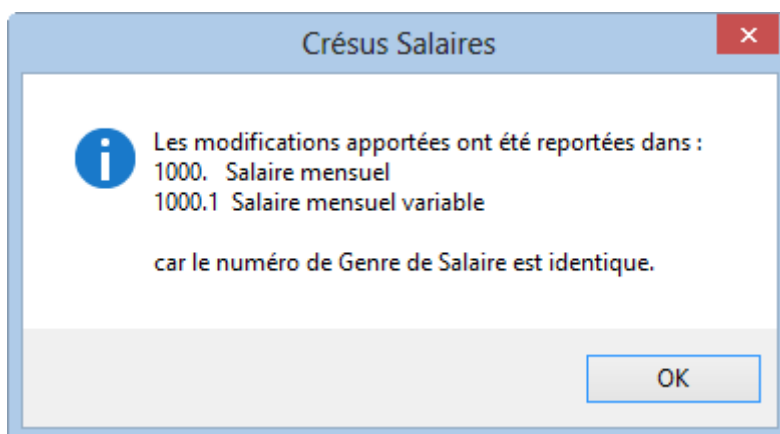 Crésus Salaires
Les modifications apportées ont été reportées dans :
1000.   Salaire mensuel
1000.1  Salaire mensuel variable
car le numéro de Genre de Salaire est identique.
OK